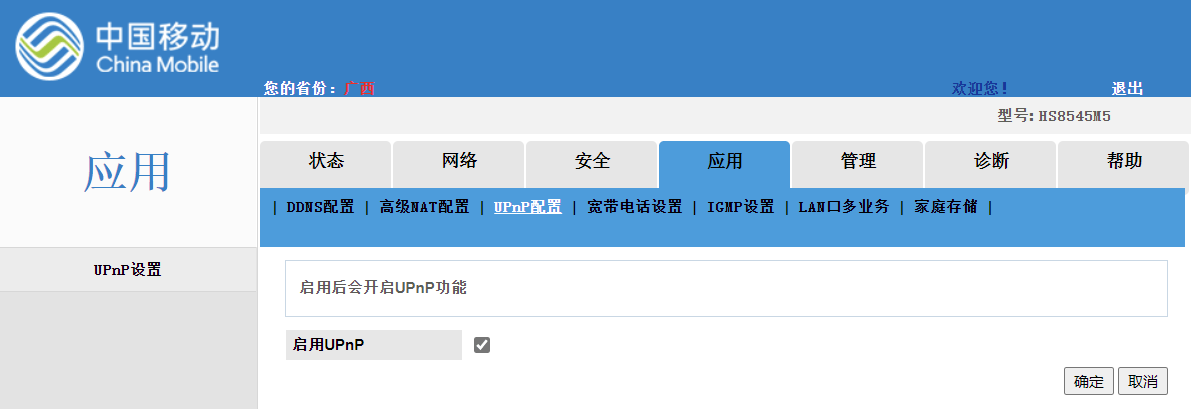 中国移动
China Mobile
您的省份：广西 欢迎您！ 退出
型号: HS8545M5
应用
状态 网络 安全 应用 管理 诊断 帮助
| DDNS配置 | 高级NAT配置 | UPnP配置 | 宽带电话设置 | IGMP设置 | LAN口多业务 | 家庭存储 |
UPnP设置
启用后会开启UPnP功能
启用UPnP
确定 取消